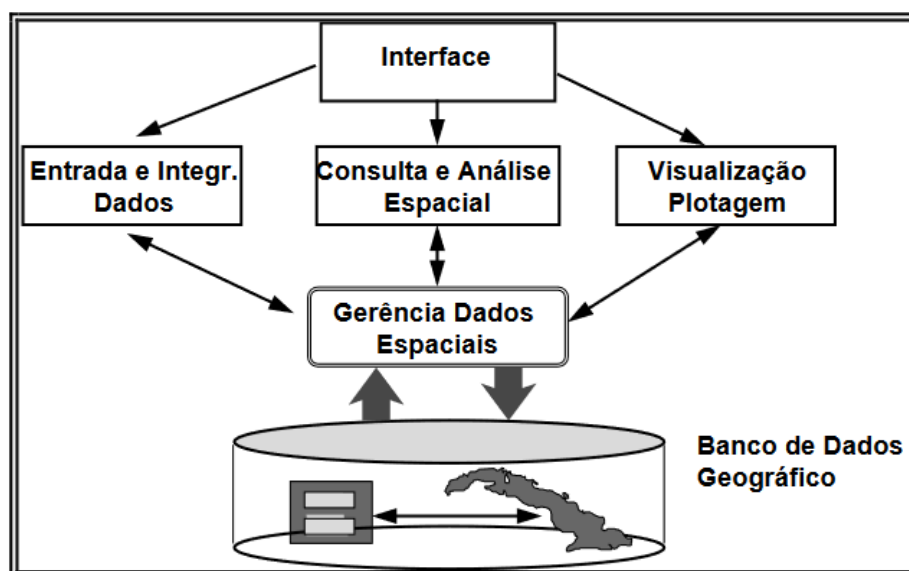 Interface
Entrada e Integr.
Dados
Consulta e Análise
Espacial
Visualização
Plotagem
Gerência Dados
Espaciais
Banco de Dados
Geográfico